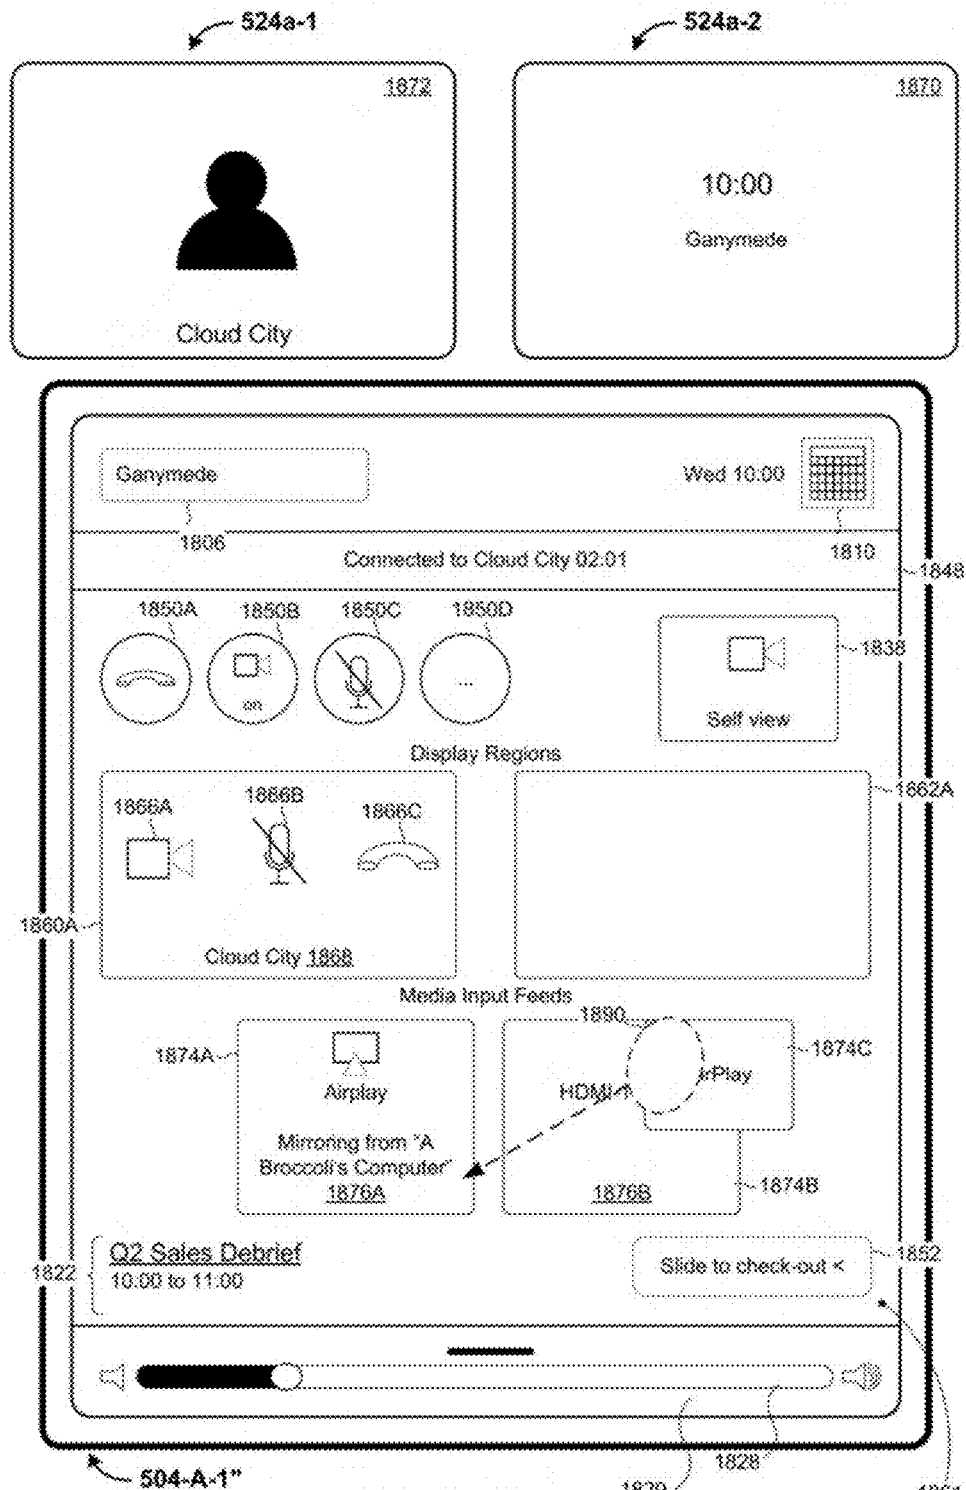 524a-1
524a-2
1872
1870
10:00
Ganymede
Cloud City
Ganymede
Wed 10:00
1806
1810
Connected to Cloud City 02:01
1848
1850A
1850B
1850C
1850D
1838
on
...
Self view
Display Regions
1862A
1866A
1866B
1866C
1860A
Cloud City 1868
Media Input Feeds
1890
1874A
1874C
Airplay
HDMI
irPlay
Mirroring from "A
Broccoli's Computer"
1876A
1876B
1874B
Q2 Sales Debrief
1852
1822
10:00 to 11:00
Slide to check-out <
1828
504-A-1"